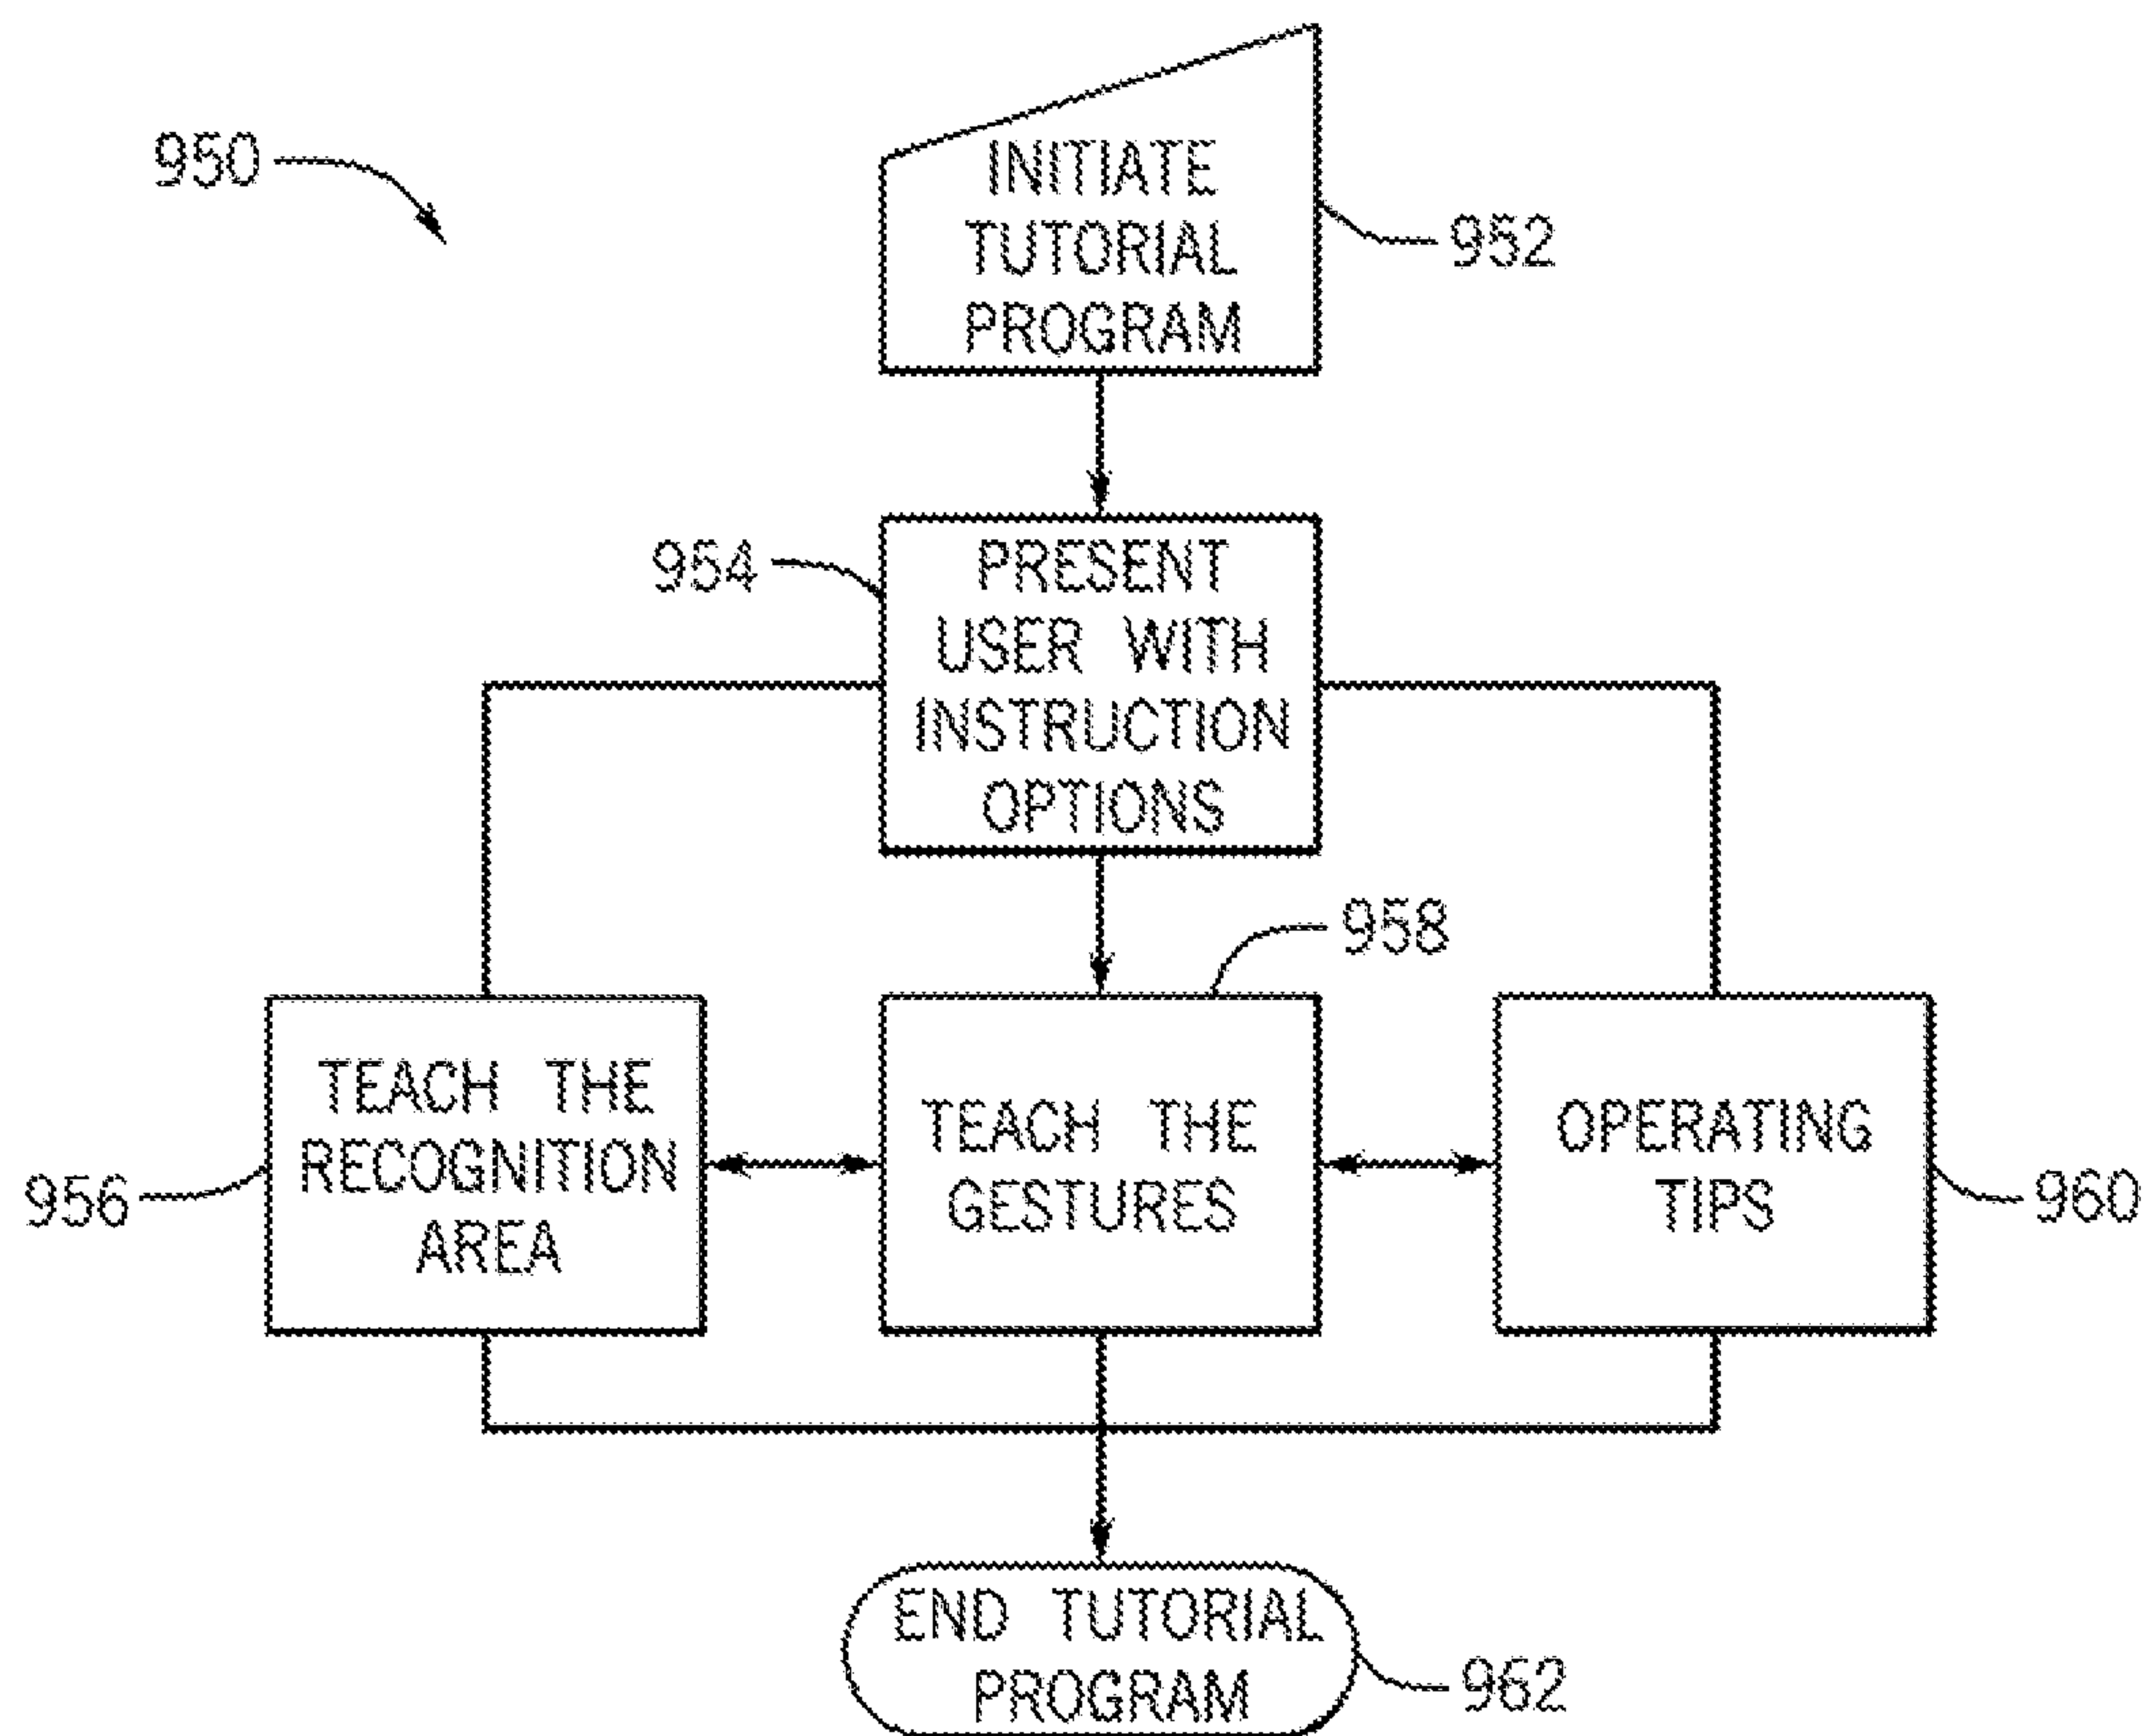 950
INITIATE
TUTORIAL
PROGRAM
952
954
PRESENT
USER WITH
INSTRUCTION
OPTIONS
958
TEACH THE
RECOGNITION
AREA
956
TEACH THE
GESTURES
OPERATING
TIPS
960
END TUTORIAL
PROGRAM
962